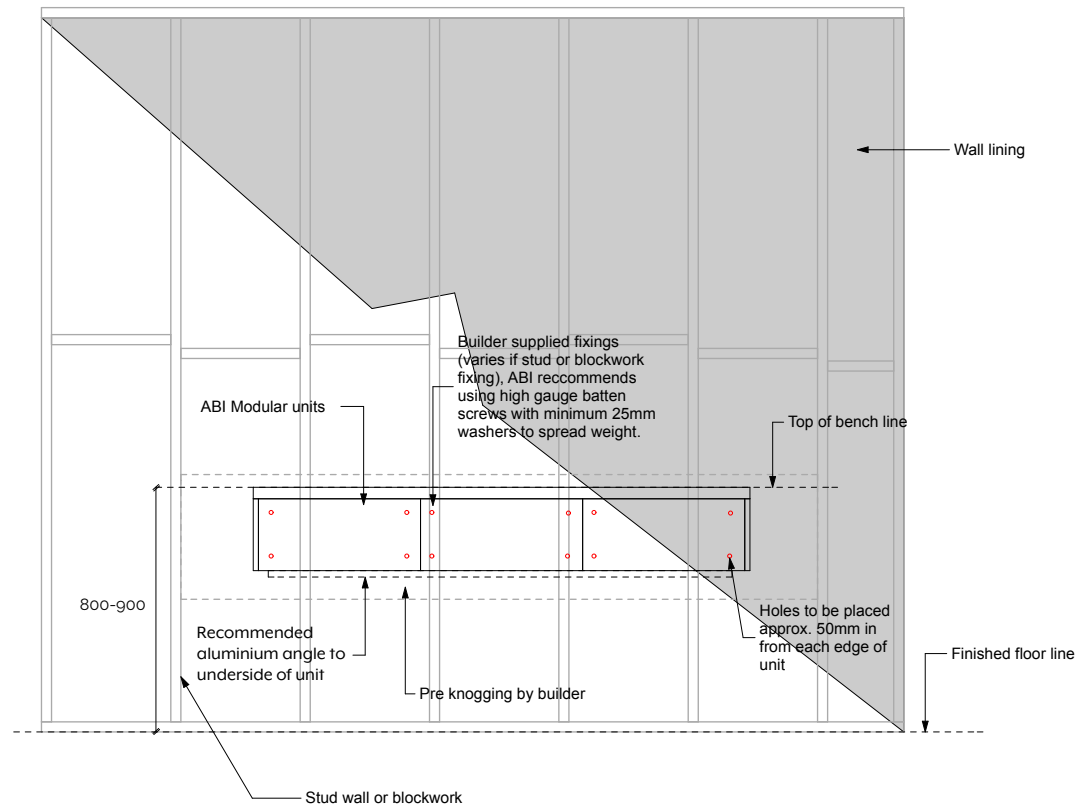 Wall lining
Builder supplied fixings
(varies if stud or blockwork
fixing), ABI reccommends
using high gauge batten
screws with minimum 25mm
washers to spread weight.
ABI Modular units
Top of bench line
800-900
Holes to be placed
approx. 50mm in
from each edge of
unit
Recommended
aluminium angle to
underside of unit
Finished floor line
Pre knogging by builder
Stud wall or blockwork